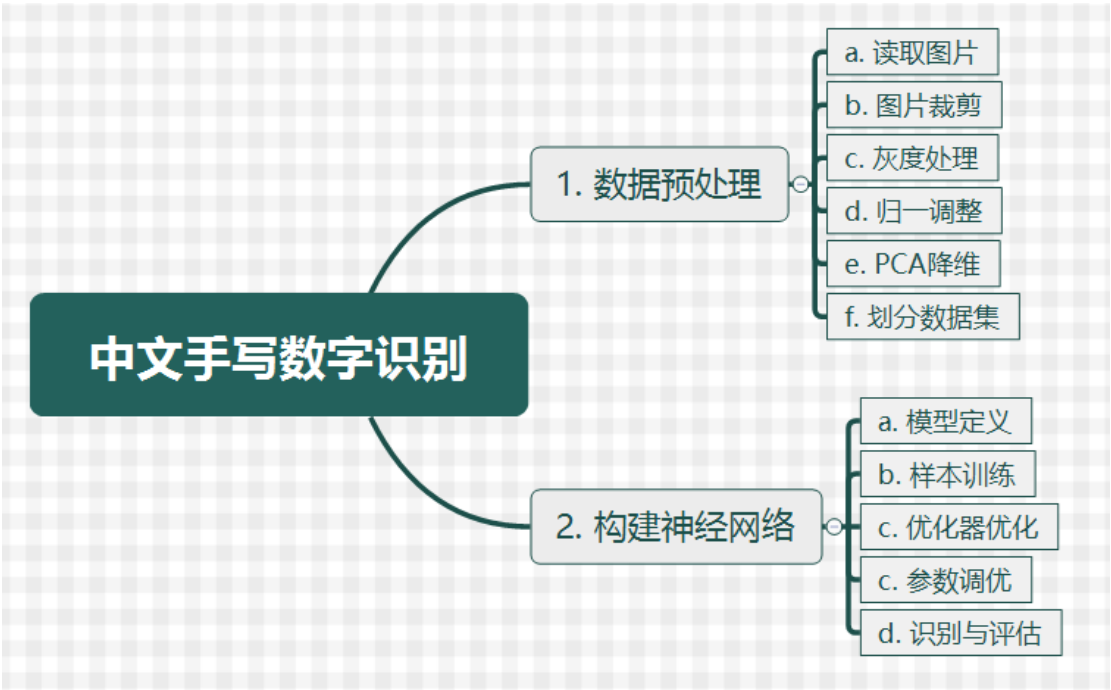 中文手写数字识别
1. 数据预处理
a. 读取图片
b. 图片裁剪
c. 灰度处理
d. 归一调整
e. PCA降维
f. 划分数据集
2. 构建神经网络
a. 模型定义
b. 样本训练
c. 优化器优化
c. 参数调优
d. 识别与评估